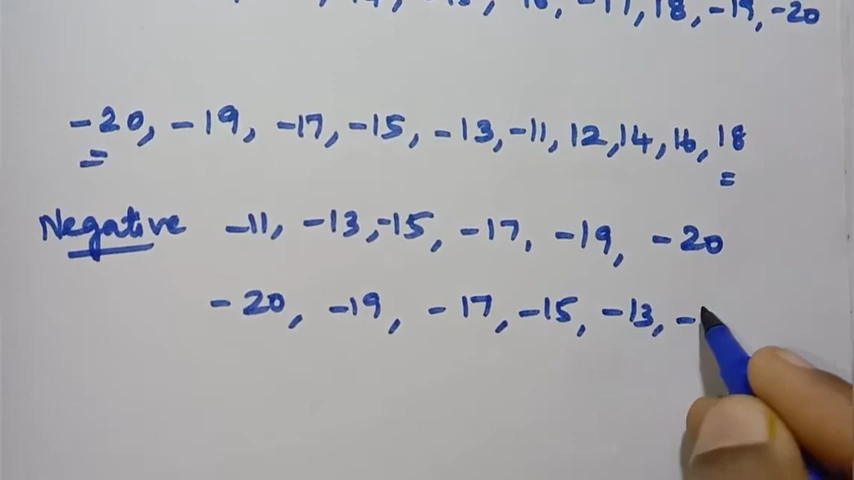 -17, 18, -19, -20
-20, -19, -17, -15, -13, -11, 12, 14, 16, 18
=
=
Negative -11, -13, -15, -17, -19, -20
-20, -19, -17, -15, -13, -